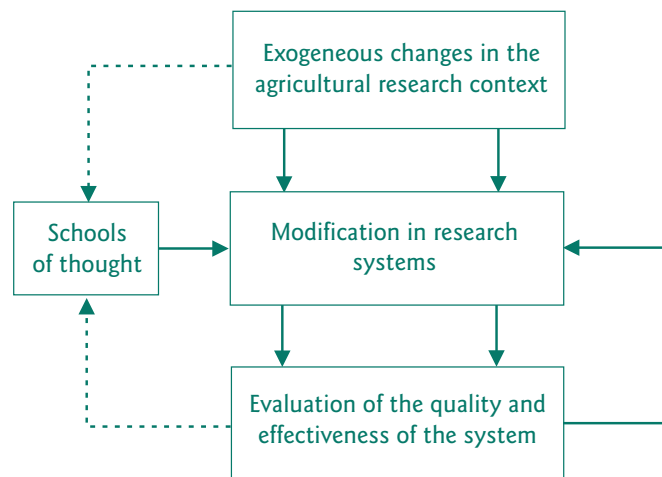 Exogeneous changes in the
agricultural research context
Schools
of thought
Modification in research
systems
Evaluation of the quality and
effectiveness of the system